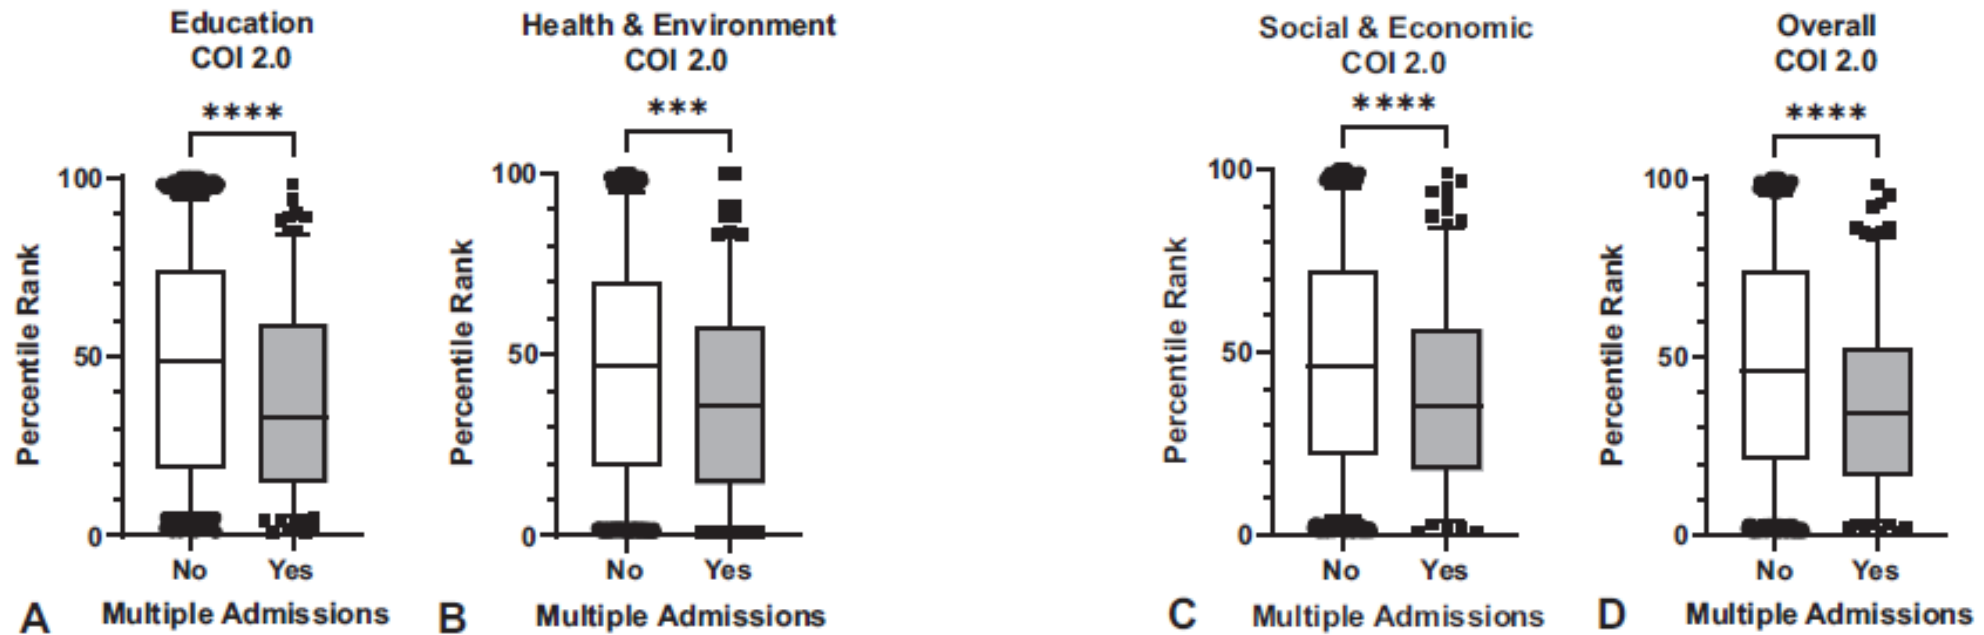 Education
COI 2.0
****
100
50
0
Percentile Rank
No Yes
A Multiple Admissions
Health & Environment
COI 2.0
***
100
50
0
Percentile Rank
No Yes
B Multiple Admissions
Social & Economic
COI 2.0
****
100
50
0
Percentile Rank
No Yes
C Multiple Admissions
Overall
COI 2.0
****
100
50
0
Percentile Rank
No Yes
D Multiple Admissions